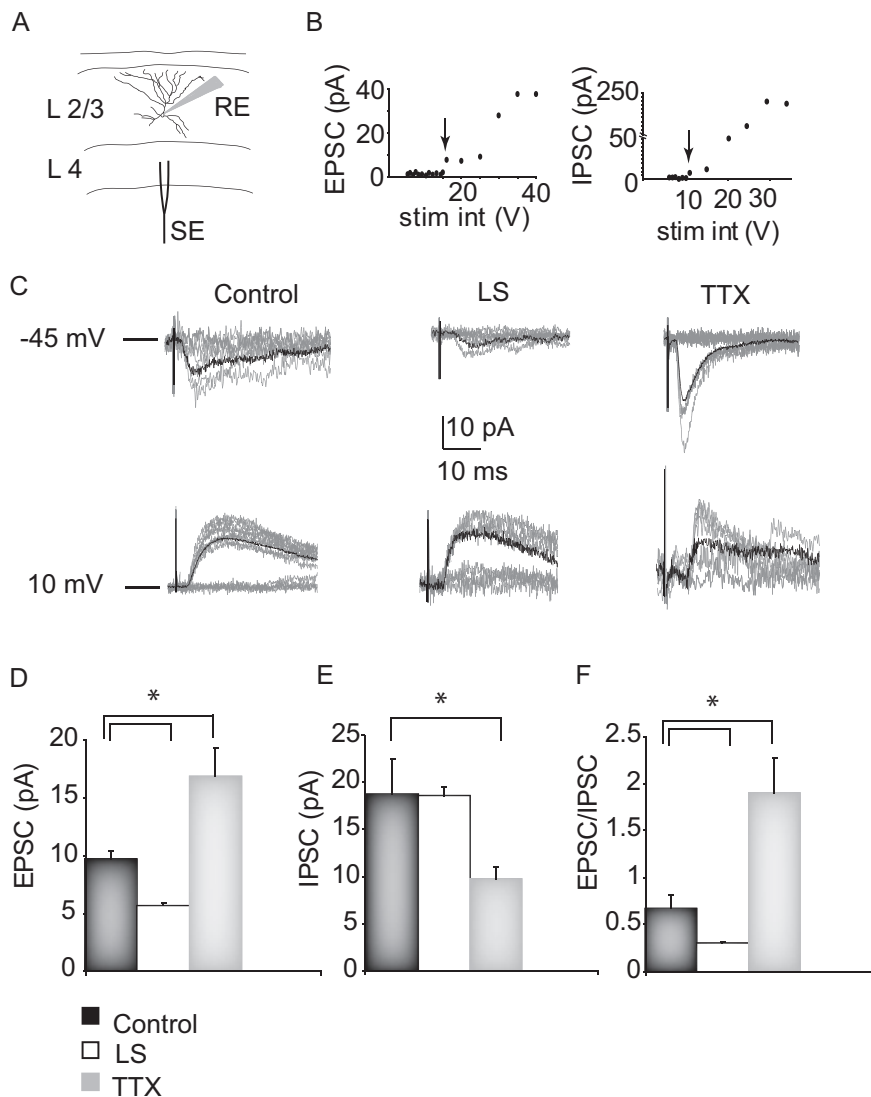 A
L 2/3
RE
L 4
SE
B
EPSC (pA)
40
20
0
20
40
stim int (V)
IPSC (pA)
250
50
0
10
20
30
stim int (V)
C
Control
LS
TTX
-45 mV
10 pA
10 ms
10 mV
D
*
EPSC (pA)
20
15
10
5
0
E
*
IPSC (pA)
25
20
15
10
5
0
F
*
EPSC/IPSC
2.5
2
1.5
1
0.5
0
Control
LS
TTX